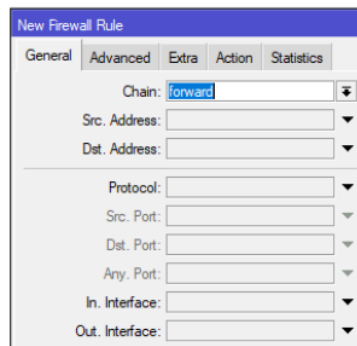 New Firewall Rule
General Advanced Extra Action Statistics
Chain: forward
Src. Address:
Dst. Address:
Protocol:
Src. Port:
Dst. Port:
Any. Port:
In. Interface:
Out. Interface: